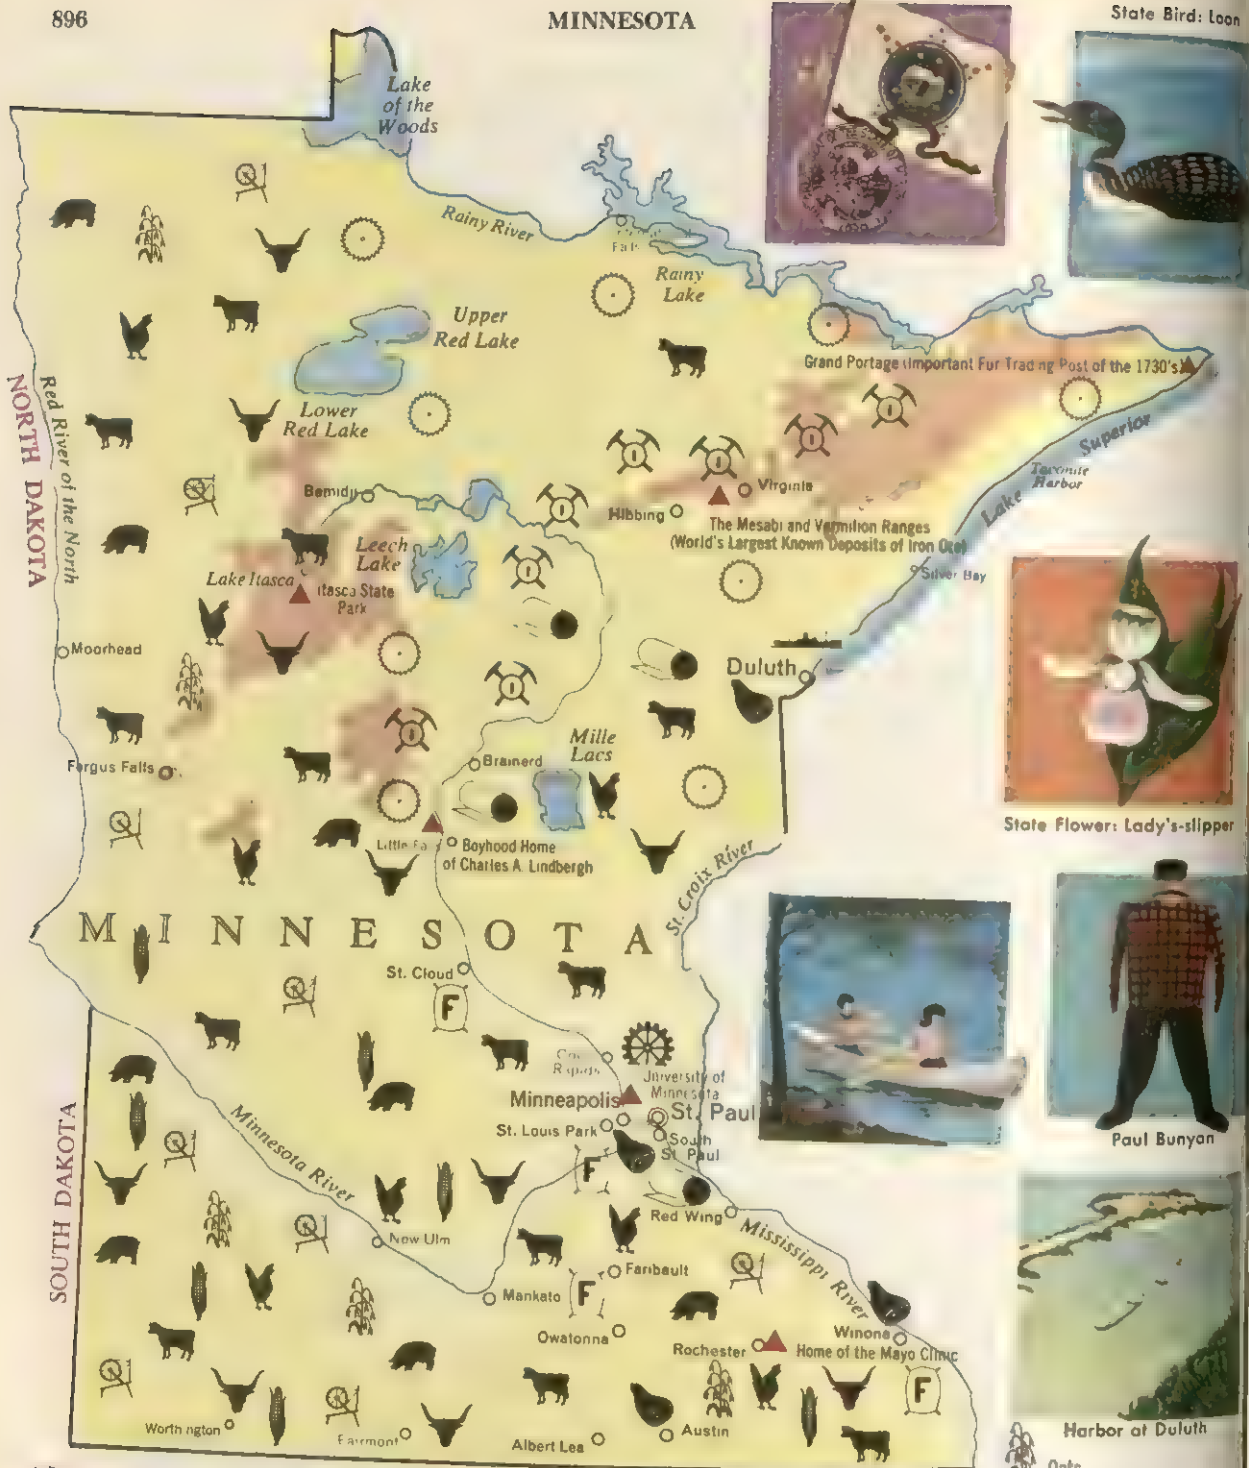 896
MINNESOTA
State Bird: Loon
Lake
of the
Woods
Rainy River
Falls
Rainy
Lake
Upper
Red Lake
Grand Portage (Important Fur Trading Post of the 1730's)
Lower
Red Lake
NORTH DAKOTA
Red River of the North
Lake Superior
Taconite
Harbor
Bemidji
Virginia
Hibbing
The Mesabi and Vermilion Ranges
(World's Largest Known Deposits of Iron Ore)
Leech
Lake
Silver Bay
Lake Itasca
Itasca State
Park
Moorhead
Duluth
Mille
Lacs
Brainerd
Fergus Falls
State Flower: Lady's-slipper
Little
Boyhood Home
of Charles A. Lindbergh
St. Croix River
MINNESOTA
St. Cloud
F
Rapids
University of
Minnesota
Minneapolis
St. Paul
St. Louis Park
South
St. Paul
Paul Bunyan
SOUTH DAKOTA
Minnesota River
F
Red Wing
Mississippi River
New Ulm
Faribault
Mankato
F
Owatonna
Winona
Rochester
Home of the Mayo Clinic
F
Worthington
Fairmont
Albert Lea
Austin
Harbor at Duluth
Oats